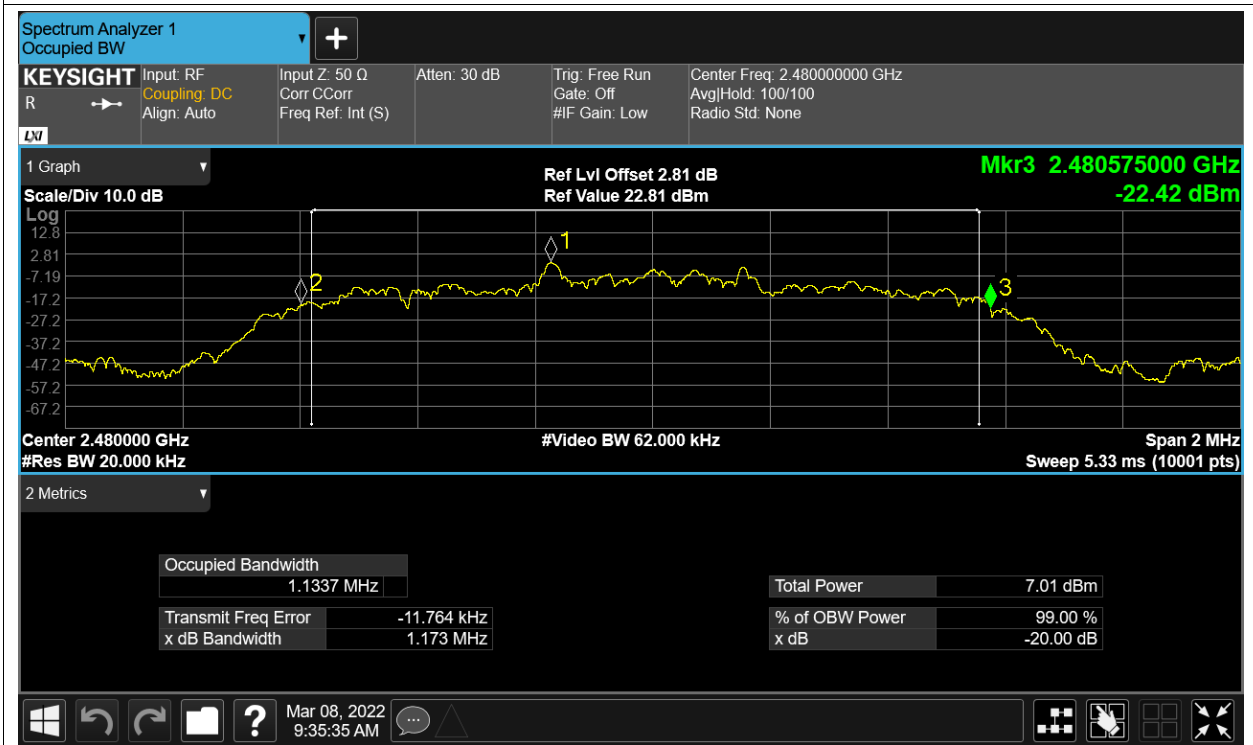 Spectrum Analyzer 1
Occupied BW
KEYSIGHT
R
LXI
Input: RF
Coupling: DC
Align: Auto
Input Z: 50 Ω
Corr CCorr
Freq Ref: Int (S)
Atten: 30 dB
Trig: Free Run
Gate: Off
#IF Gain: Low
Center Freq: 2.480000000 GHz
Avg|Hold: 100/100
Radio Std: None
1 Graph
Scale/Div 10.0 dB
Ref Lvl Offset 2.81 dB
Ref Value 22.81 dBm
Mkr3 2.480575000 GHz
-22.42 dBm
Log
12.8
2.81
-7.19
-17.2
-27.2
-37.2
-47.2
-57.2
-67.2
1
2
3
Center 2.480000 GHz
#Res BW 20.000 kHz
#Video BW 62.000 kHz
Span 2 MHz
Sweep 5.33 ms (10001 pts)
2 Metrics
Occupied Bandwidth
1.1337 MHz
Transmit Freq Error -11.764 kHz
x dB Bandwidth 1.173 MHz
Total Power 7.01 dBm
% of OBW Power 99.00 %
x dB -20.00 dB
?
Mar 08, 2022
9:35:35 AM